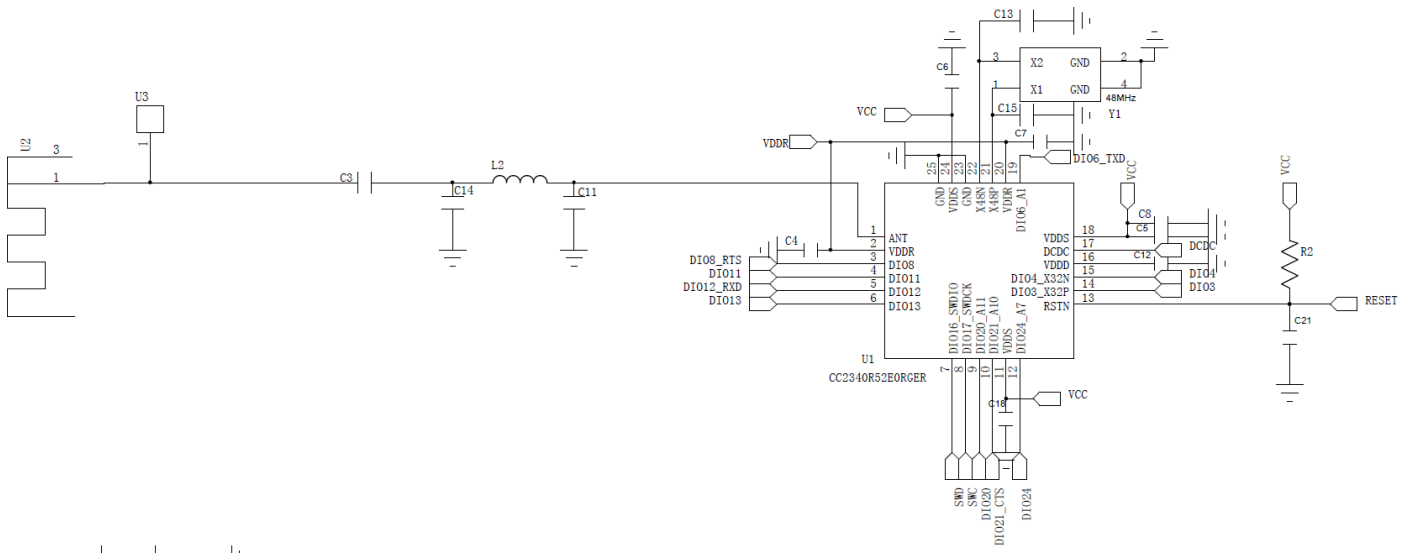 C13
C6
3
X2
GND
2
1
X1
GND
4
48MHz
Y1
C15
VCC
C7
VDDR
DIO6_TXD
U3
1
U2
3
1
C3
C14
L2
C11
25
24
23
22
21
20
19
GND
VDDS
GND
X48N
X48P
VDDR
DIO6_A1
1
ANT
C4
2
VDDR
DIO8_RTS
3
DIO8
DIO11
4
DIO11
DIO12_RXD
5
DIO12
DIO13
6
DIO13
VCC
C8
C5
VDDS
18
DCDC
17
DCDC
VDDD
16
C12
DIO4_X32N
15
DIO4
DIO3_X32P
14
DIO3
RSTN
13
VCC
R2
RESET
C21
DIO16_SWDIO
DIO17_SWDCK
DIO20_A11
DIO21_A10
VDDS
DIO24_A7
U1
CC2340R52E0RGER
7
8
9
10
11
12
C18
VCC
SWD
SWC
DIO20
DIO21_CTS
DIO24